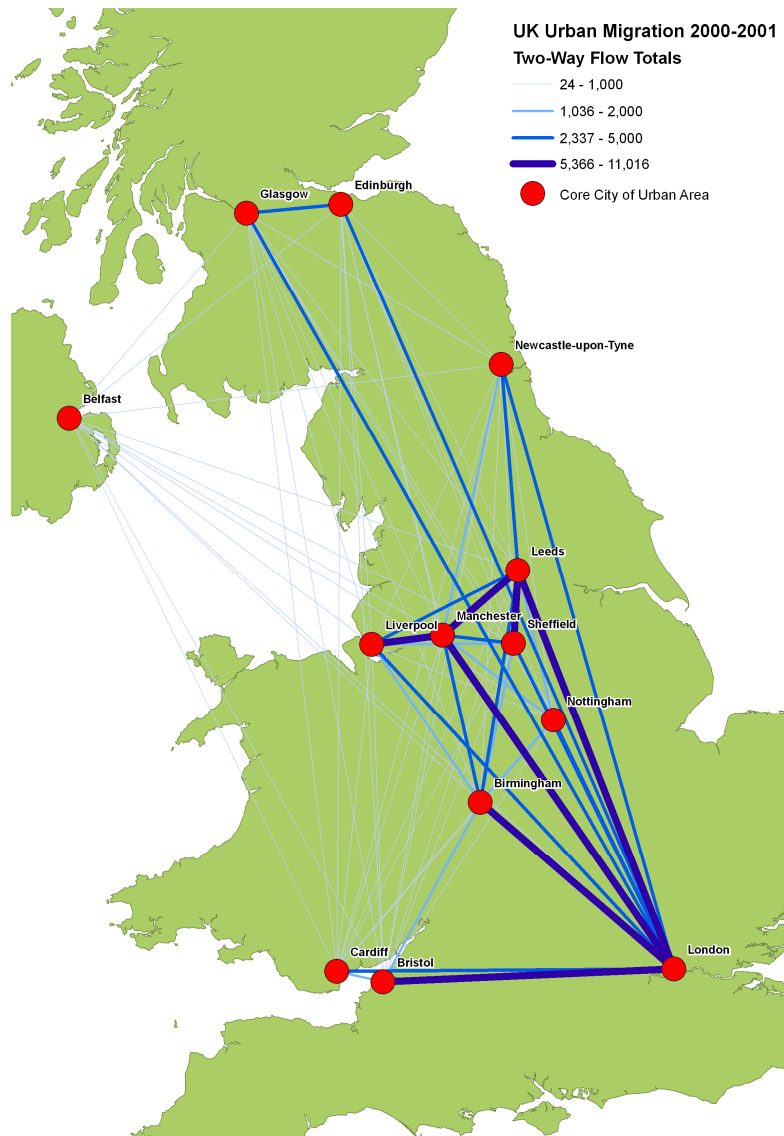 UK Urban Migration 2000-2001
Two-Way Flow Totals
24 - 1,000
1,036 - 2,000
2,337 - 5,000
5,366 - 11,016
Core City of Urban Area
Glasgow
Edinburgh
Newcastle-upon-Tyne
Belfast
Leeds
Liverpool
Manchester
Sheffield
Nottingham
Birmingham
Cardiff
Bristol
London